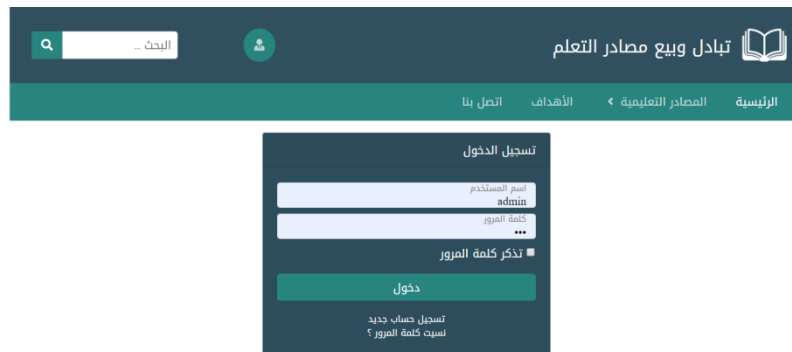 تبادل وبيع مصادر التعلم
البحث ..
الرئيسية
المصادر التعليمية
الأهداف
اتصل بنا
تسجيل الدخول
اسم المستخدم
admin
كلمة المرور
•••
تذكر كلمة المرور
دخول
تسجيل حساب جديد
نسيت كلمة المرور ؟